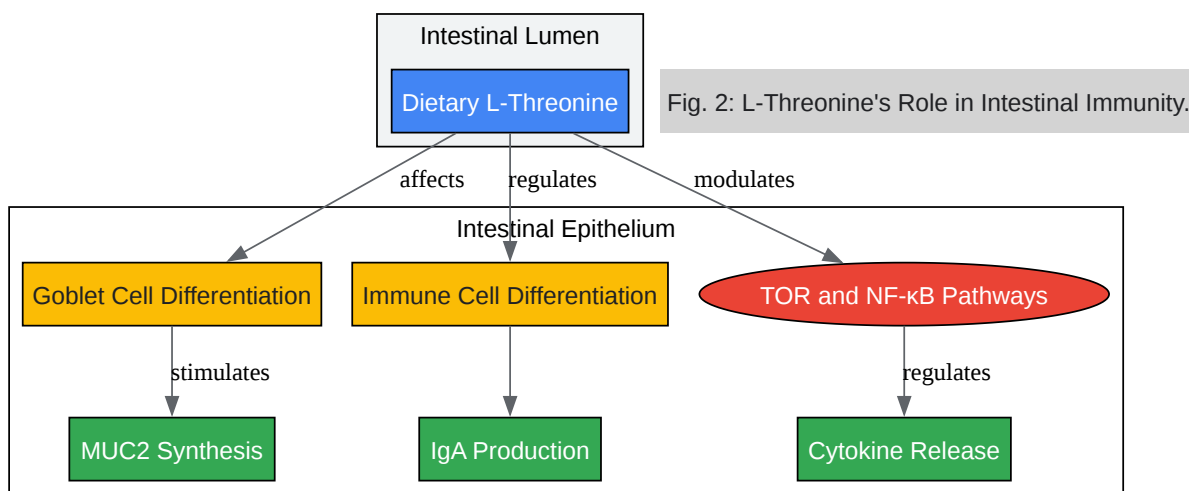 Intestinal Lumen
Dietary L-Threonine
Fig. 2: L-Threonine's Role in Intestinal Immunity.
affects
regulates
modulates
Intestinal Epithelium
Goblet Cell Differentiation
Immune Cell Differentiation
TOR and NF-κB Pathways
stimulates
regulates
MUC2 Synthesis
IgA Production
Cytokine Release